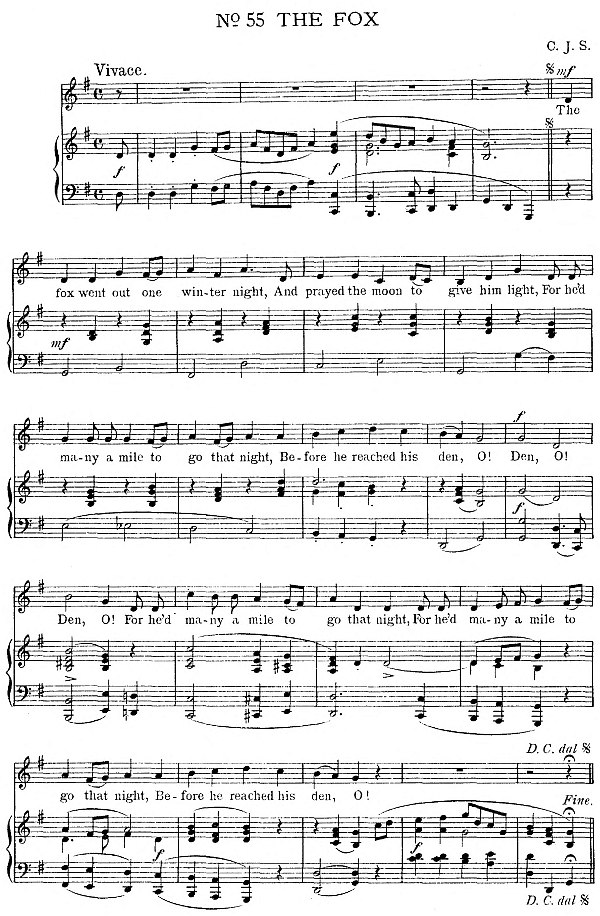 No 55 THE FOX
C. J. S.
Vivace.
mf
The
f
f
fox went out one win-ter night, And prayed the moon to give him light, For he'd
mf
f
ma-ny a mile to go that night, Be-fore he reached his den, O! Den, O!
f
Den, O! For he'd ma-ny a mile to go that night, For he'd ma-ny a mile to
D. C. dal
go that night, Be-fore he reached his den, O!
Fine.
f
f
D. C. dal